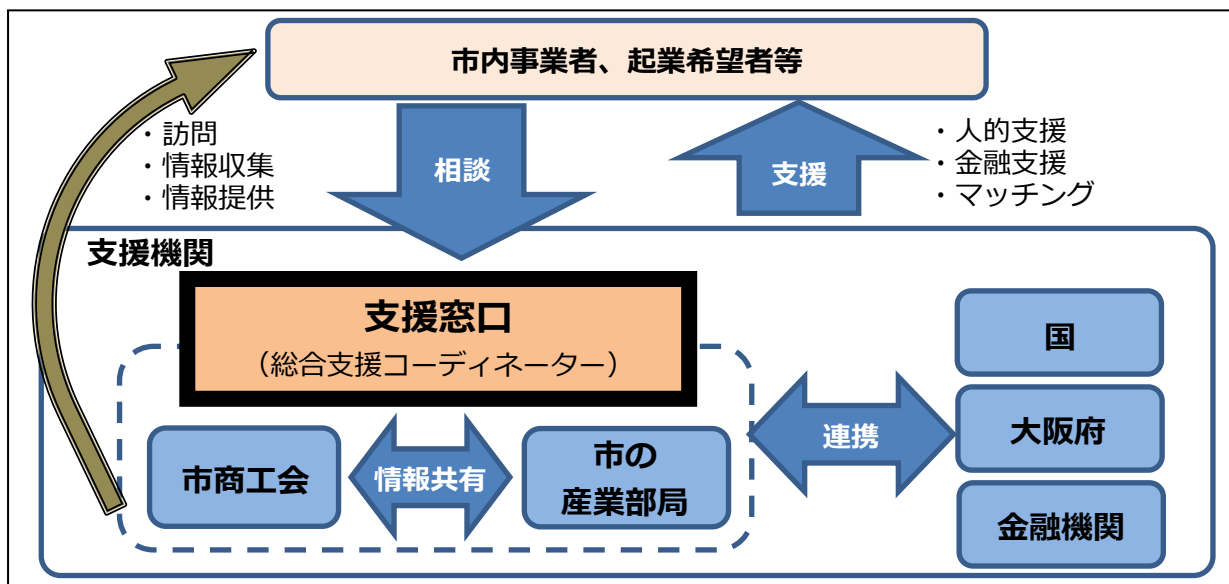 市内事業者、起業希望者等
・訪問
・情報収集
・情報提供
相談
支援
・人的支援
・金融支援
・マッチング
支援機関
支援窓口
（総合支援コーディネーター）
市商工会
情報共有
市の
産業部局
連携
国
大阪府
金融機関